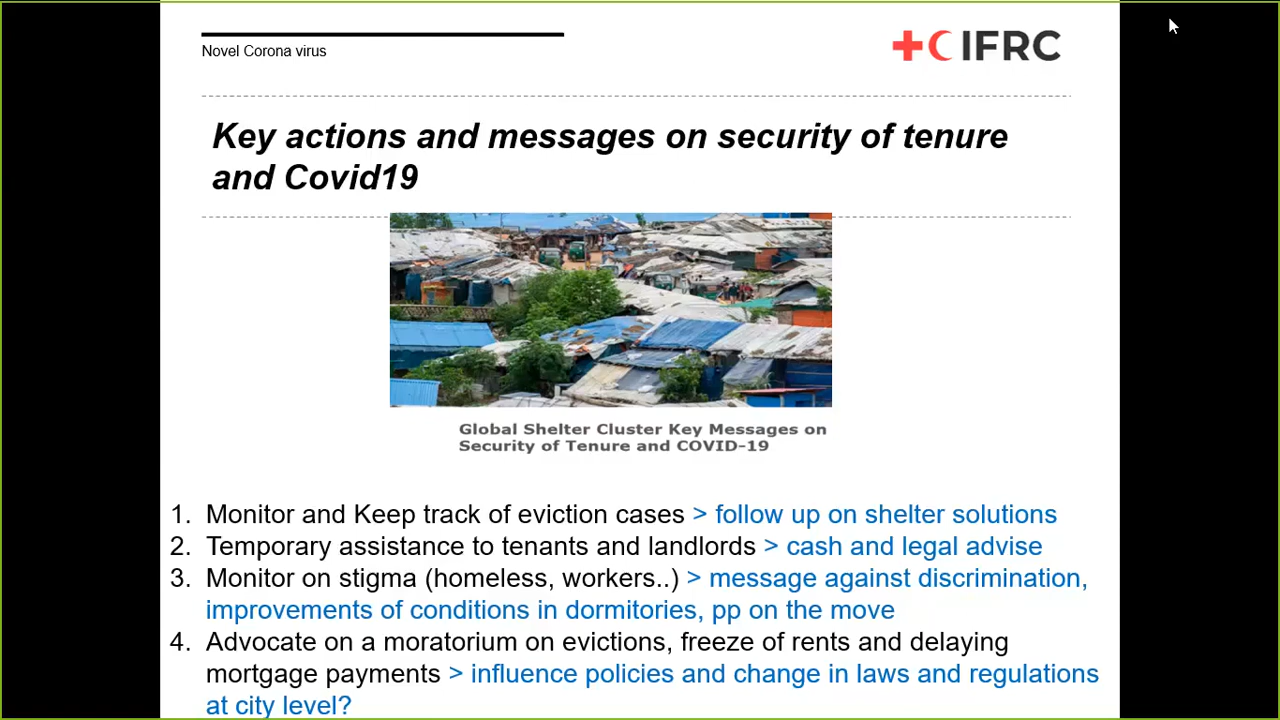 Novel Corona virus
IFRC
Key actions and messages on security of tenure
and Covid19
Global Shelter Cluster Key Messages on
Security of Tenure and COVID-19
1. Monitor and Keep track of eviction cases > follow up on shelter solutions
2. Temporary assistance to tenants and landlords > cash and legal advise
3. Monitor on stigma (homeless, workers..) > message against discrimination,
improvements of conditions in dormitories, pp on the move
4. Advocate on a moratorium on evictions, freeze of rents and delaying
mortgage payments > influence policies and change in laws and regulations
at city level?